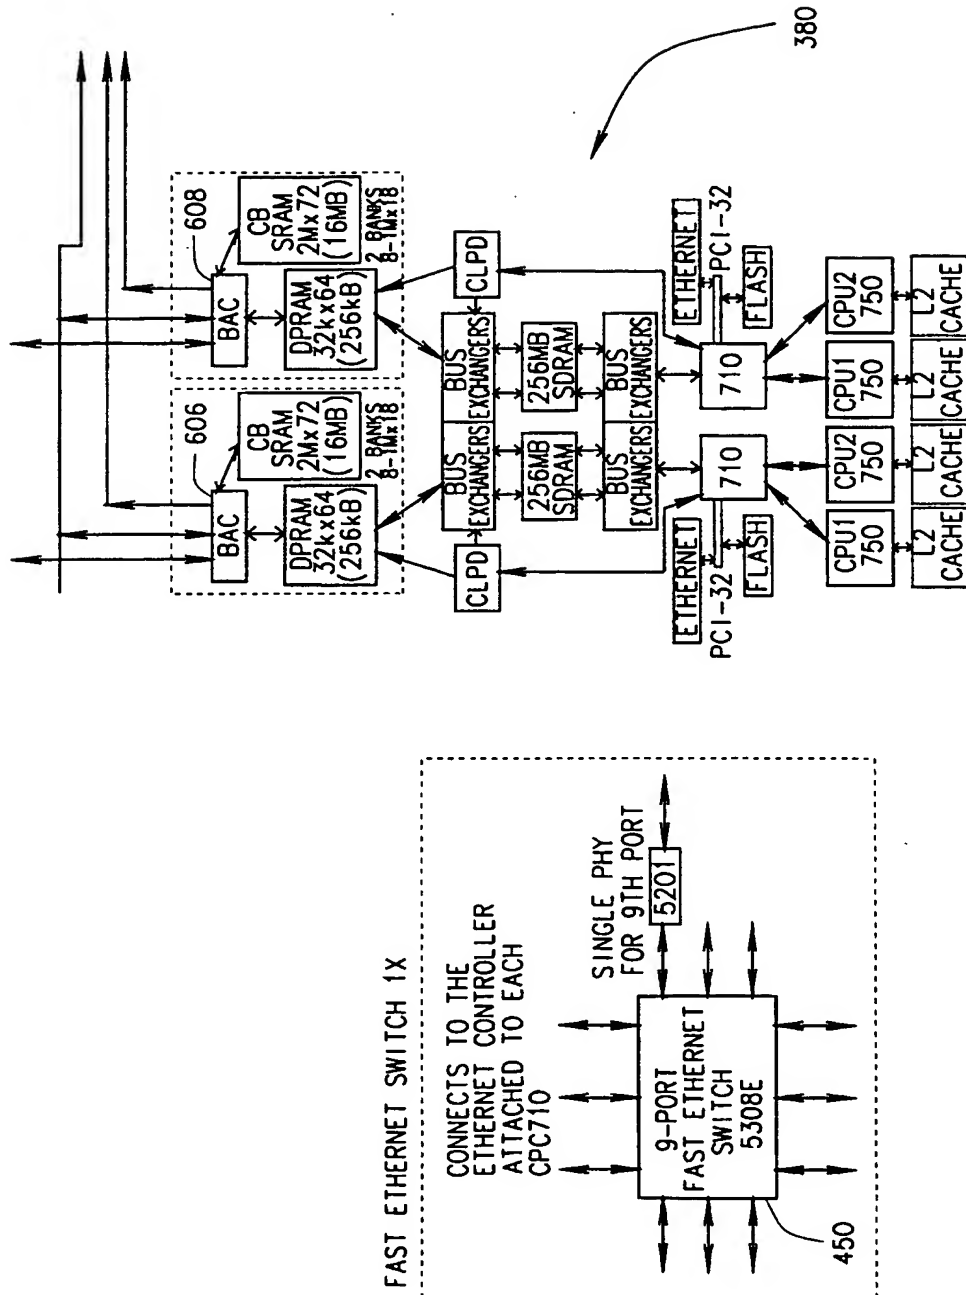 380
606
608
BAC
CB
SRAM
2Mx72
(16MB)
2 BANKS
8-1Mx18
DPRAM
32kx64
(256kB)
BAC
CB
SRAM
2Mx72
(16MB)
2 BANKS
8-1Mx18
DPRAM
32kx64
(256kB)
CLPD
BUS
EXCHANGERS
BUS
EXCHANGERS
CLPD
256MB
SDRAM
256MB
SDRAM
BUS
EXCHANGERS
BUS
EXCHANGERS
ETHERNET
PCI-32
FLASH
710
710
ETHERNET
PCI-32
FLASH
CPU1
750
CPU2
750
CPU1
750
CPU2
750
L2
CACHE
L2
CACHE
L2
CACHE
L2
CACHE
FAST ETHERNET SWITCH 1X
CONNECTS TO THE
ETHERNET CONTROLLER
ATTACHED TO EACH
CPC710
SINGLE PHY
FOR 9TH PORT
5201
9-PORT
FAST ETHERNET
SWITCH
5308E
450